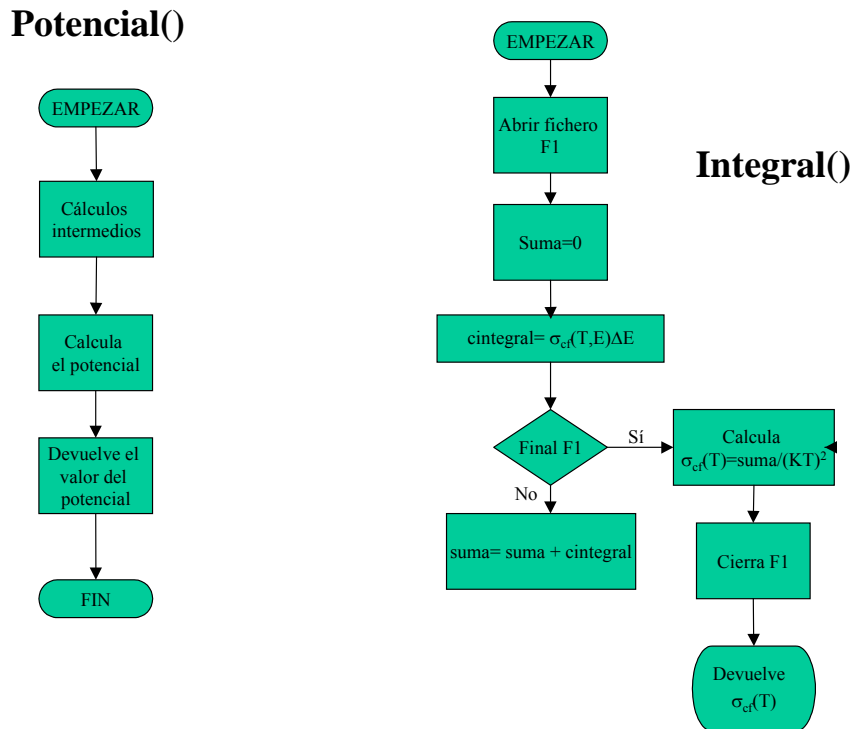 Potencial()
EMPEZAR
Cálculos
intermedios
Calcula
el potencial
Devuelve el
valor del
potencial
FIN
Integral()
EMPEZAR
Abrir fichero
F1
Suma=0
cintegral= σcf(T,E)ΔE
Final F1
Sí
No
suma= suma + cintegral
Calcula
σcf(T)=suma/(KT)²
Cierra F1
Devuelve
σcf(T)